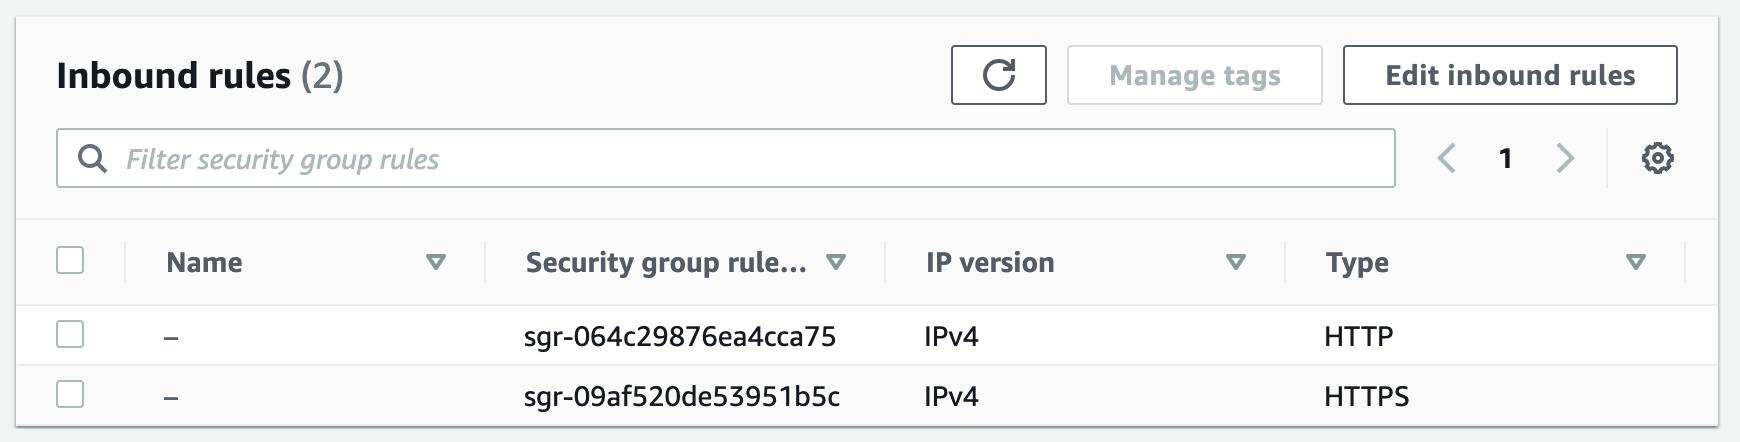 Inbound rules (2)
Manage tags
Edit inbound rules
Filter security group rules
1
Name
Security group rule...
IP version
Type
– sgr-064c29876ea4cca75 IPv4 HTTP
– sgr-09af520de53951b5c IPv4 HTTPS